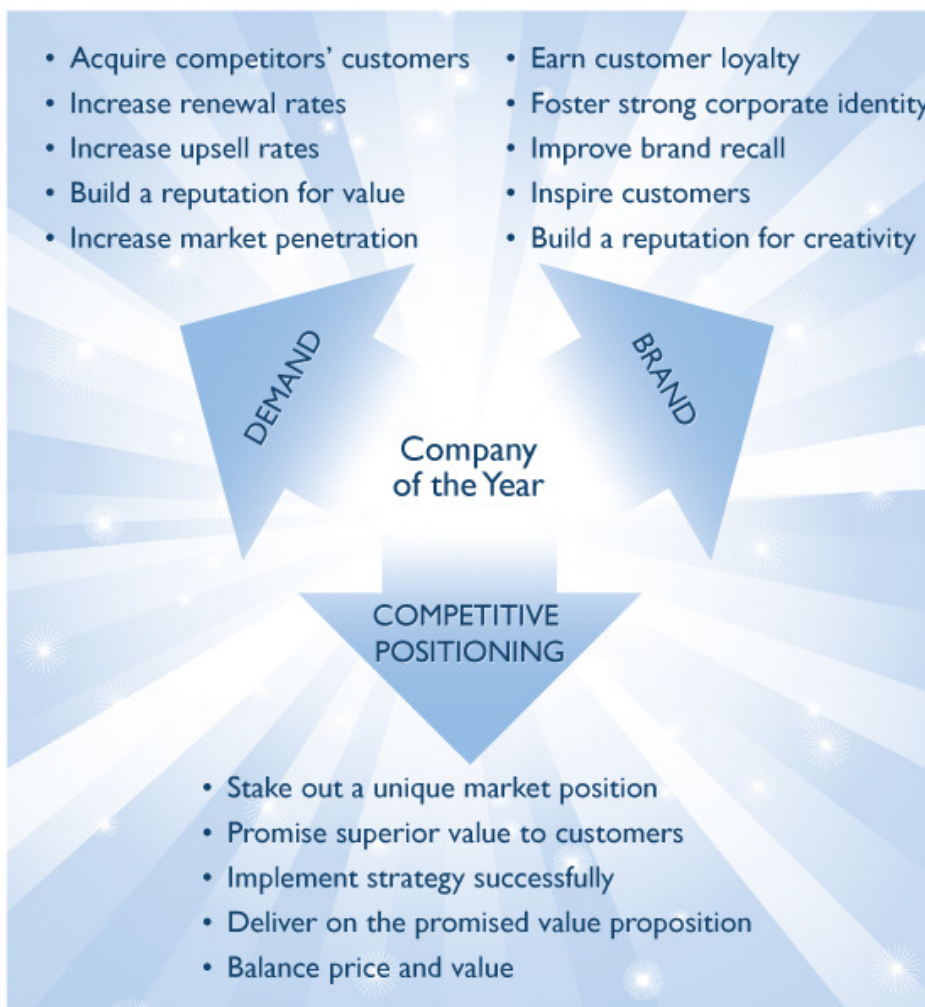 • Acquire competitors’ customers
• Increase renewal rates
• Increase upsell rates
• Build a reputation for value
• Increase market penetration
• Earn customer loyalty
• Foster strong corporate identity
• Improve brand recall
• Inspire customers
• Build a reputation for creativity
DEMAND
BRAND
Company
of the Year
COMPETITIVE
POSITIONING
• Stake out a unique market position
• Promise superior value to customers
• Implement strategy successfully
• Deliver on the promised value proposition
• Balance price and value